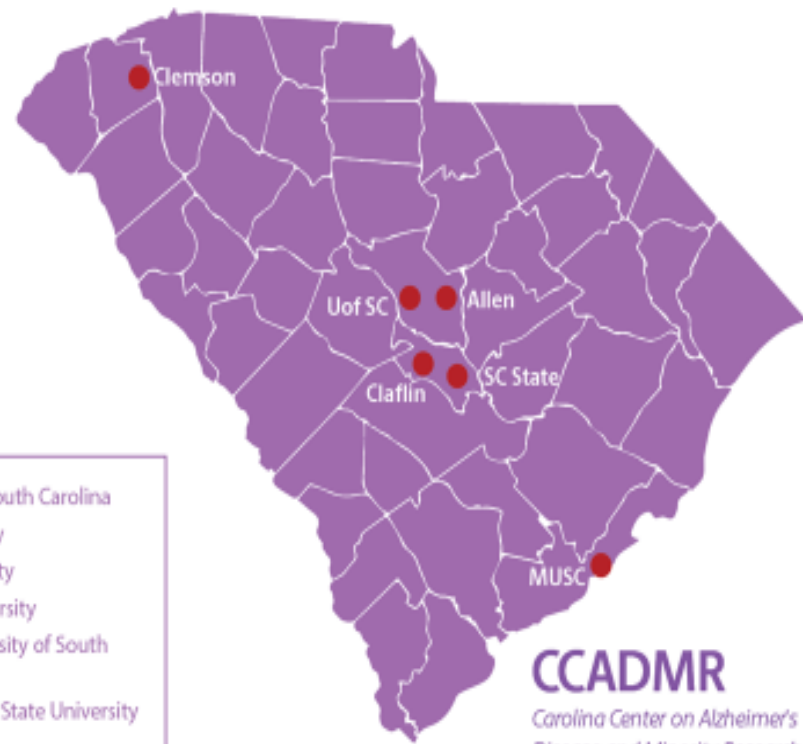 Clemson
Uof SC
Allen
Claflin
SC State
MUSC
outh Carolina
y
ty
rsity
sity of South
State University
CCADMR
Carolina Center on Alzheimer's